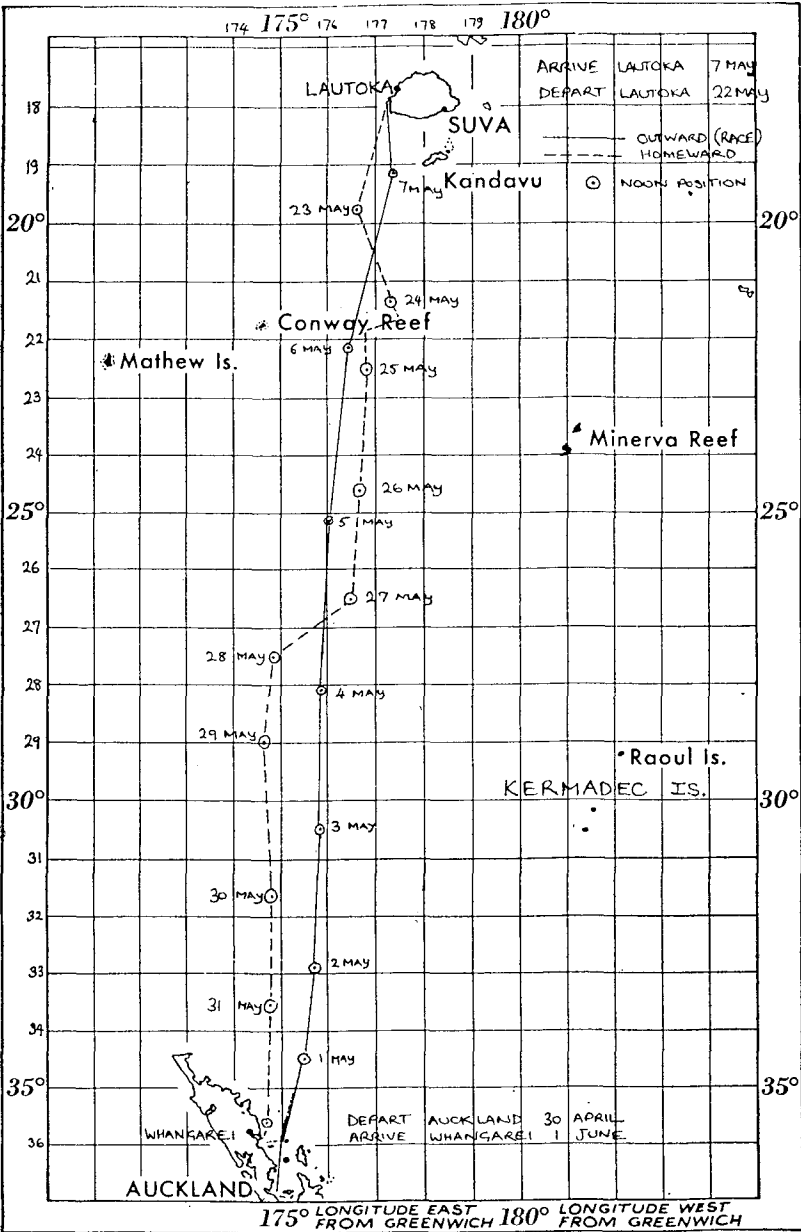 174 175° 176 177 178 179 180°
ARRIVE LAUTOKA 7 MAY
DEPART LAUTOKA 22 MAY
LAUTOKA
18
SUVA
OUTWARD (RACE)
HOMEWARD
19
Kandavu
7 MAY
NOON POSITION
23 MAY
20° 20°
21
24 MAY
Conway Reef
22
6 MAY
Mathew Is.
25 MAY
23
Minerva Reef
24
26 MAY
25° 25°
5 MAY
26
27 MAY
27
28 MAY
28
4 MAY
29 MAY
29
Raoul Is.
KERMADEC IS.
30° 30°
3 MAY
31
30 MAY
32
2 MAY
33
31 MAY
34
1 MAY
35° 35°
DEPART AUCKLAND 30 APRIL
WHANGAREI
ARRIVE WHANGAREI 1 JUNE
36
AUCKLAND
175° LONGITUDE EAST FROM GREENWICH
180° LONGITUDE WEST FROM GREENWICH